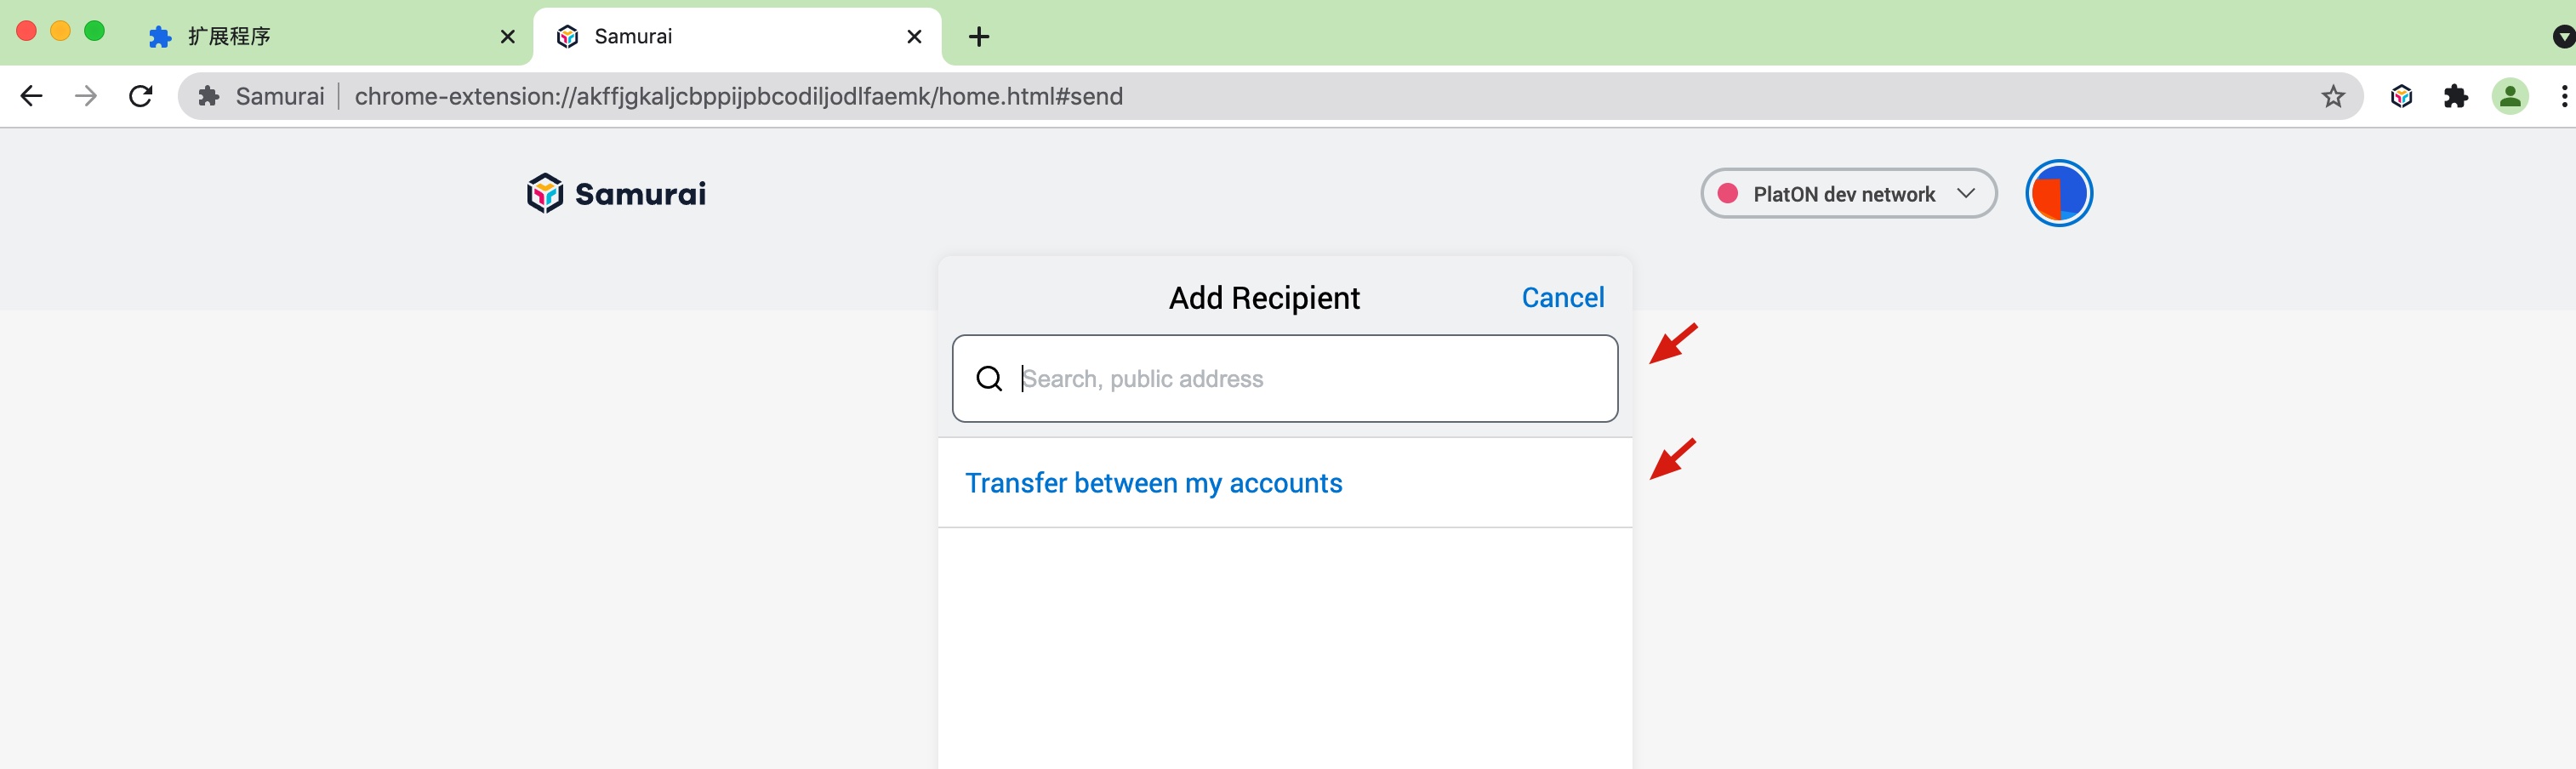 扩展程序
Samurai
Samurai
chrome-extension://akffjgkaljcbppijpbcodiljodlfaemk/home.html#send
Samurai
PlatON dev network
Add Recipient
Cancel
Search, public address
Transfer between my accounts